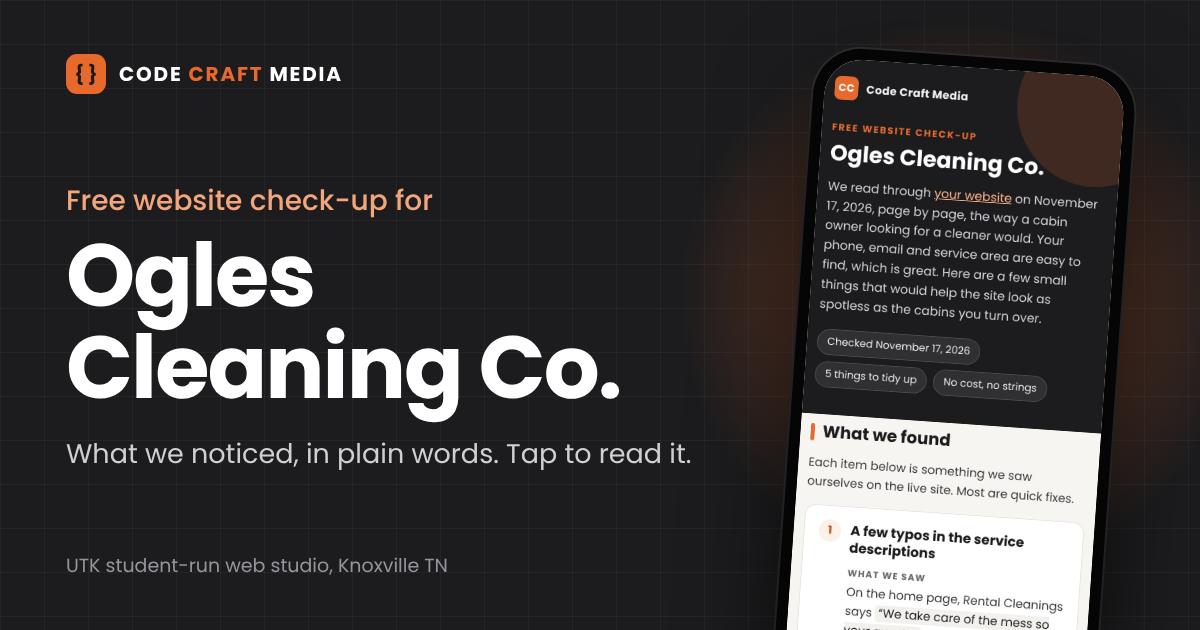 { } CODE CRAFT MEDIA
Free website check-up for
Ogles
Cleaning Co.
What we noticed, in plain words. Tap to read it.
UTK student-run web studio, Knoxville TN
CC Code Craft Media
FREE WEBSITE CHECK-UP
Ogles Cleaning Co.
We read through your website on November
17, 2026, page by page, the way a cabin
owner looking for a cleaner would. Your
phone, email and service area are easy to
find, which is great. Here are a few small
things that would help the site look as
spotless as the cabins you turn over.
Checked November 17, 2026
5 things to tidy up No cost, no strings
What we found
Each item below is something we saw
ourselves on the live site. Most are quick fixes.
1 A few typos in the service
descriptions
WHAT WE SAW
On the home page, Rental Cleanings
says "We take care of the mess so